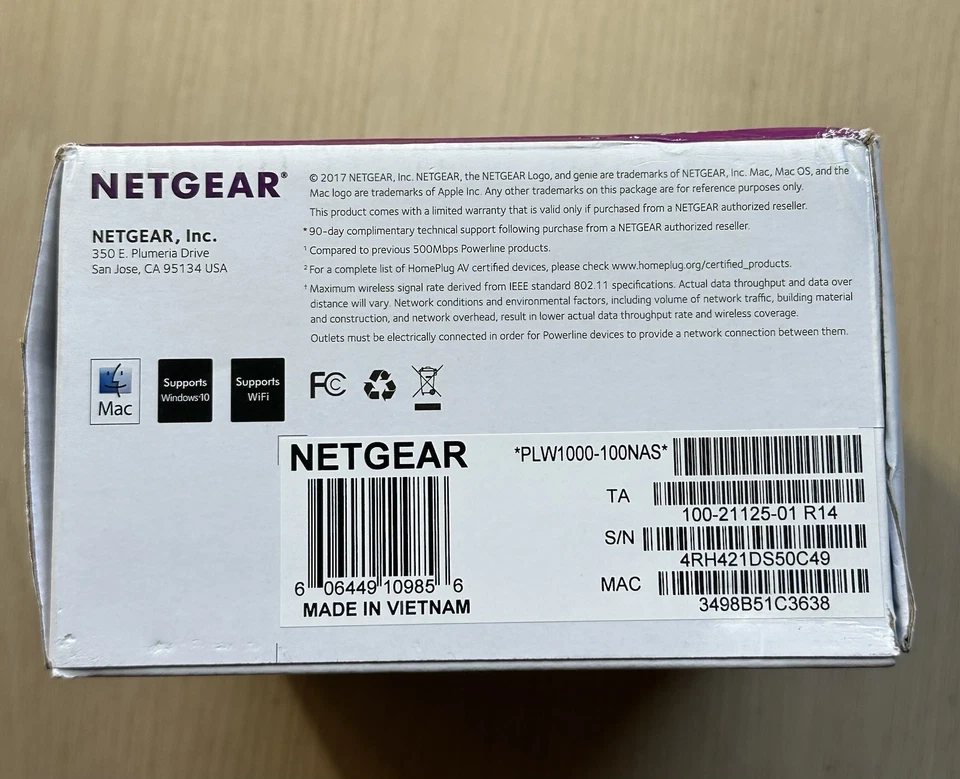 NETGEAR®
NETGEAR, Inc.
350 E. Plumeria Drive
San Jose, CA 95134 USA
© 2017 NETGEAR, Inc. NETGEAR, the NETGEAR Logo, and genie are trademarks of NETGEAR, Inc. Mac, Mac OS, and the
Mac logo are trademarks of Apple Inc. Any other trademarks on this package are for reference purposes only.
This product comes with a limited warranty that is valid only if purchased from a NETGEAR authorized reseller.
*90-day complimentary technical support following purchase from a NETGEAR authorized reseller.
¹ Compared to previous 500Mbps Powerline products.
² For a complete list of HomePlug AV certified devices, please check www.homeplug.org/certified_products.
† Maximum wireless signal rate derived from IEEE standard 802.11 specifications. Actual data throughput and data over
distance will vary. Network conditions and environmental factors, including volume of network traffic, building material
and construction, and network overhead, result in lower actual data throughput rate and wireless coverage.
Outlets must be electrically connected in order for Powerline devices to provide a network connection between them.
Mac
Supports
Windows 10
Supports
WiFi
FC
NETGEAR
6 06449 10985 6
MADE IN VIETNAM
*PLW1000-100NAS*
TA
100-21125-01 R14
S/N
4RH421DS50C49
MAC
3498B51C3638